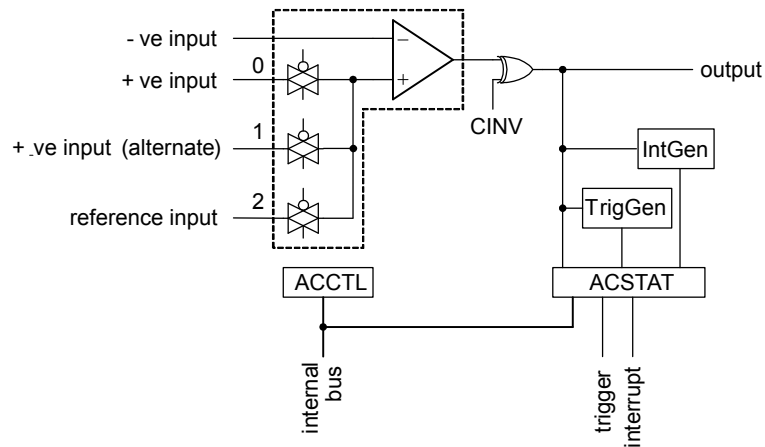 - ve input
−
0
+ ve input
+
output
CINV
1
+ -ve input (alternate)
IntGen
2
reference input
TrigGen
ACCTL
ACSTAT
internal
bus
trigger
interrupt